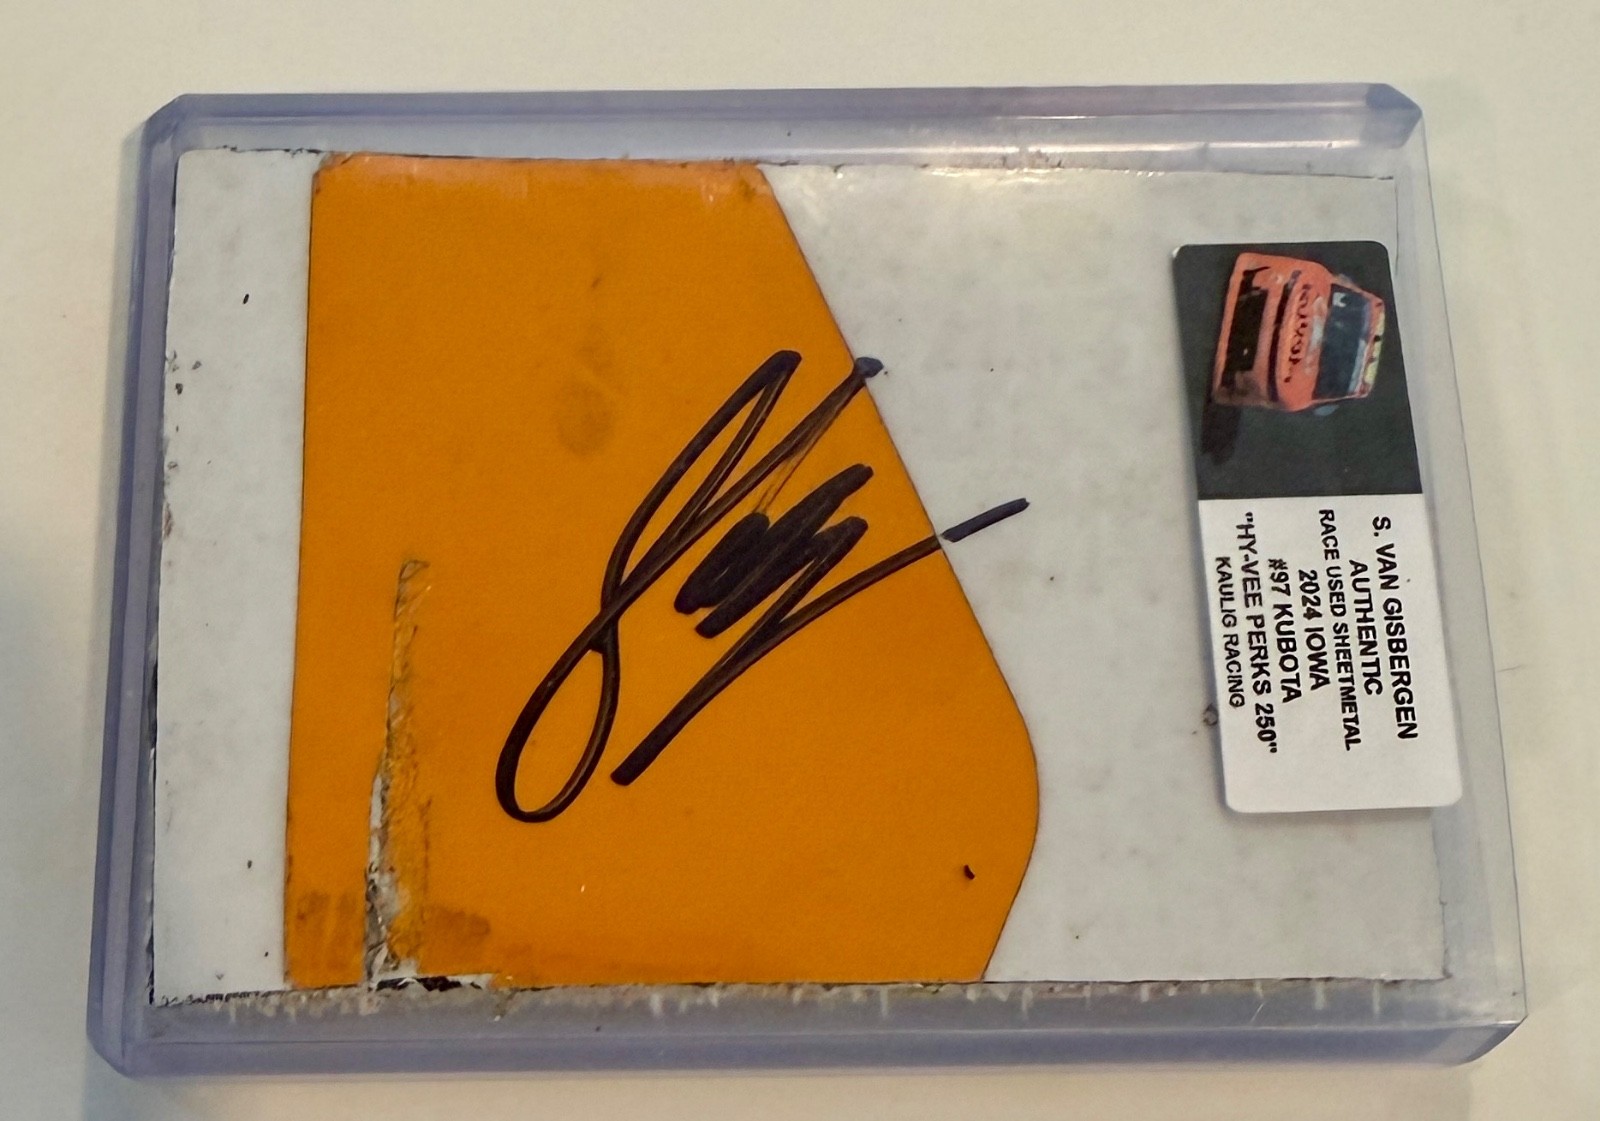 S. VAN GISBERGEN
AUTHENTIC
RACE USED SHEETMETAL
2024 IOWA
#97 KUBOTA
"HY-VEE PERKS 250"
KAULIG RACING